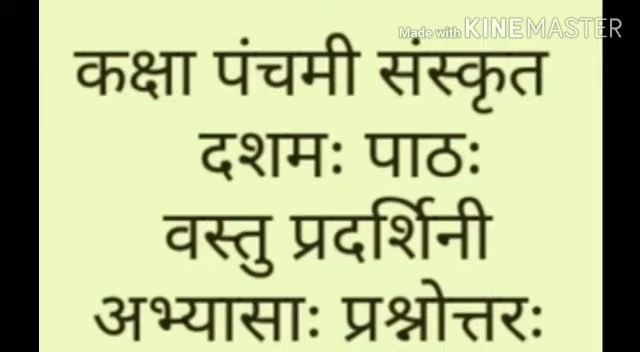 Made with KINEMASTER
कक्षा पंचमी संस्कृत
दशमः पाठः
वस्तु प्रदर्शिनी
अभ्यासाः प्रश्नोत्तरः